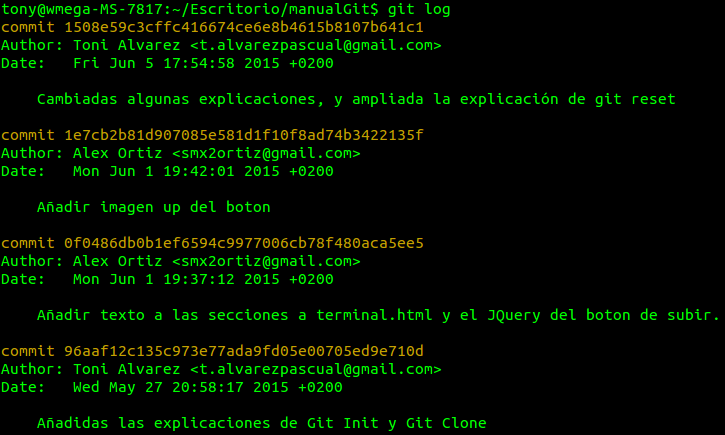 tony@wmega-MS-7817:~/Escritorio/manualGit$ git log
commit 1508e59c3cffc416674ce6e8b4615b8107b641c1
Author: Toni Alvarez <t.alvarezpascual@gmail.com>
Date:   Fri Jun 5 17:54:58 2015 +0200
Cambiadas algunas explicaciones, y ampliada la explicación de git reset
commit 1e7cb2b81d907085e581d1f10f8ad74b3422135f
Author: Alex Ortiz <smx2ortiz@gmail.com>
Date:   Mon Jun 1 19:42:01 2015 +0200
Añadir imagen up del boton
commit 0f0486db0b1ef6594c9977006cb78f480aca5ee5
Author: Alex Ortiz <smx2ortiz@gmail.com>
Date:   Mon Jun 1 19:37:12 2015 +0200
Añadir texto a las secciones a terminal.html y el JQuery del boton de subir.
commit 96aaf12c135c973e77ada9fd05e00705ed9e710d
Author: Toni Alvarez <t.alvarezpascual@gmail.com>
Date:   Wed May 27 20:58:17 2015 +0200
Añadidas las explicaciones de Git Init y Git Clone